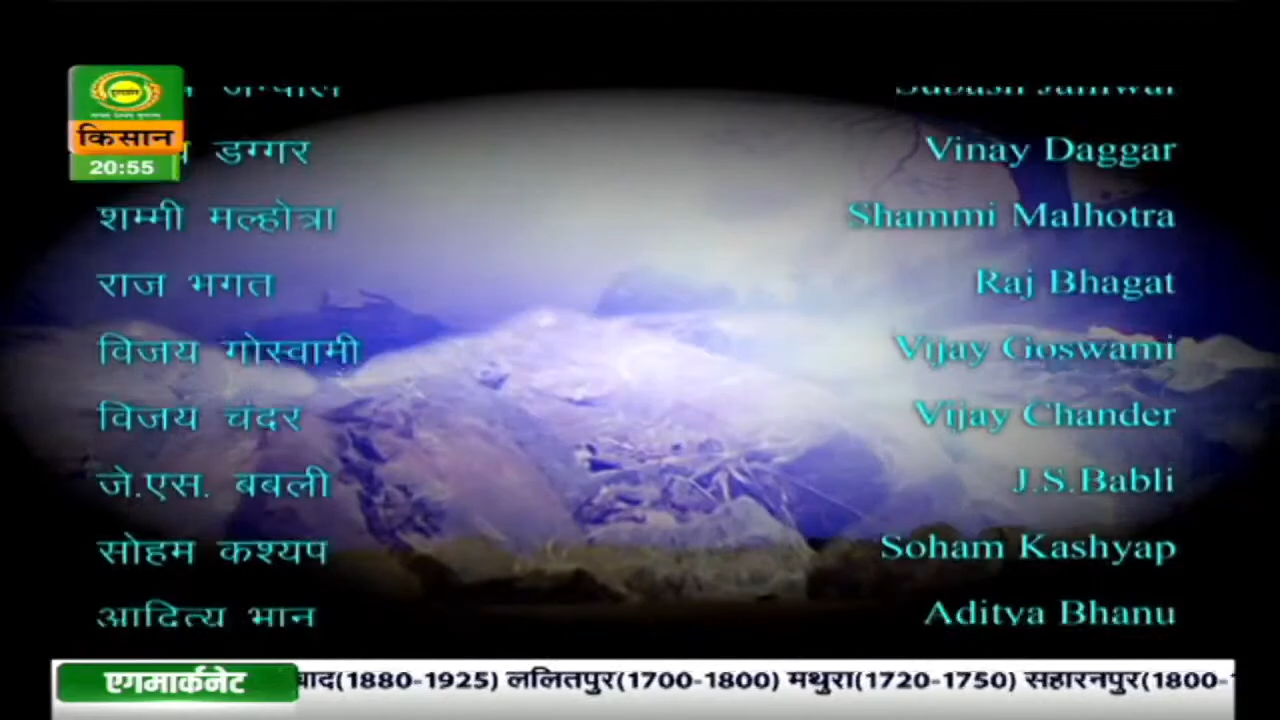 किसान
20:55
डग्गर Vinay Daggar
शम्मी मल्होत्रा Shammi Malhotra
राज भगत Raj Bhagat
विजय गोस्वामी Vijay Goswami
विजय चंदर Vijay Chander
जे.एस. बबली J.S.Babli
सोहम कश्यप Soham Kashyap
आदित्य भान Aditya Bhanu
एगमार्कनेट बाद(1880-1925) ललितपुर(1700-1800) मथुरा(1720-1750) सहारनपुर(1800-